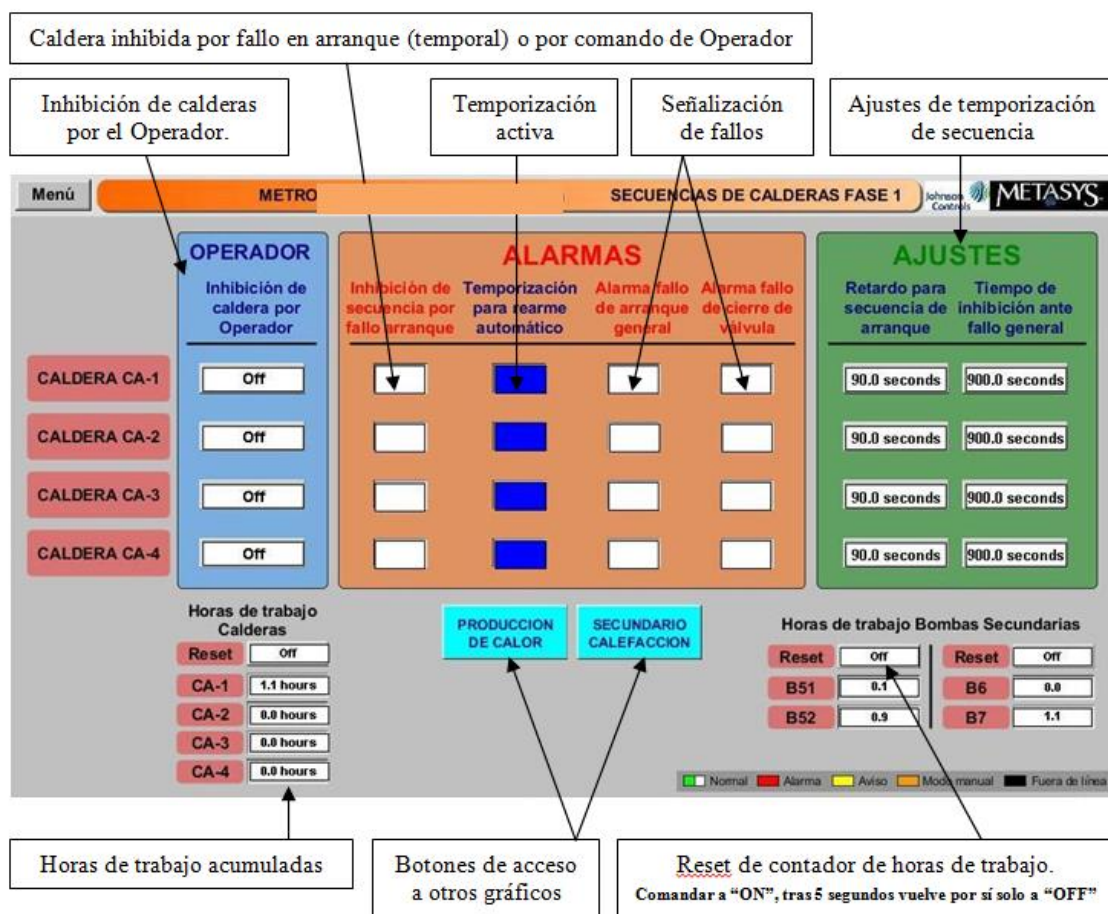 Caldera inhibida por fallo en arranque (temporal) o por comando de Operador
Inhibición de calderas
por el Operador.
Temporización
activa
Señalización
de fallos
Ajustes de temporización
de secuencia
Menú
METRO
SECUENCIAS DE CALDERAS FASE 1
Johnson
Controls
METASYS
OPERADOR
Inhibición de
caldera por
Operador
ALARMAS
Inhibición de
secuencia por
fallo arranque
Temporización
para rearme
automático
Alarma fallo
de arranque
general
Alarma fallo
de cierre de
válvula
AJUSTES
Retardo para
secuencia de
arranque
Tiempo de
inhibición ante
fallo general
CALDERA CA-1 Off 90.0 seconds 900.0 seconds
CALDERA CA-2 Off 90.0 seconds 900.0 seconds
CALDERA CA-3 Off 90.0 seconds 900.0 seconds
CALDERA CA-4 Off 90.0 seconds 900.0 seconds
Horas de trabajo
Calderas
Reset Off
CA-1 1.1 hours
CA-2 0.0 hours
CA-3 0.0 hours
CA-4 0.0 hours
PRODUCCION
DE CALOR
SECUNDARIO
CALEFACCION
Horas de trabajo Bombas Secundarias
Reset Off Reset Off
B51 0.1 B6 0.0
B52 0.9 B7 1.1
Normal Alarma Aviso Modo manual Fuera de línea
Horas de trabajo acumuladas
Botones de acceso
a otros gráficos
Reset de contador de horas de trabajo.
Comandar a “ON”, tras 5 segundos vuelve por sí solo a “OFF”